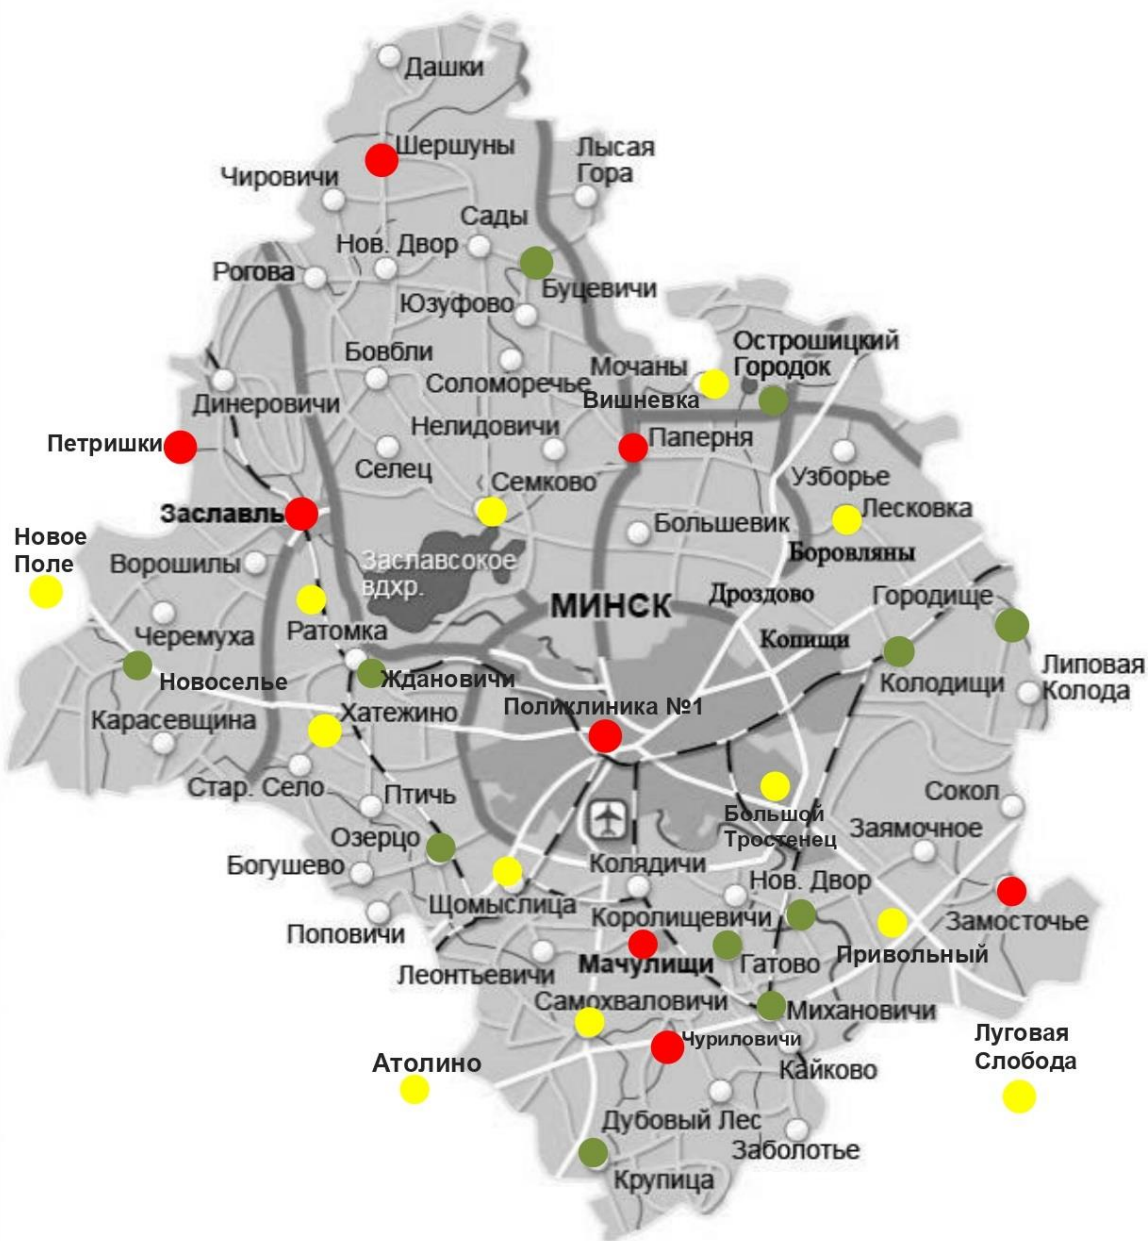 Дашки
Шершуны
Лысая
Гора
Чировичи
Сады
Нов. Двор
Рогова
Буцевичи
Юзуфово
Острошицкий
Городок
Бовбли
Мочаны
Соломоречье
Вишневка
Динеровичи
Нелидовичи
Паперня
Петришки
Селец
Узборье
Семково
Заславль
Лесковка
Большевик
Новое
Поле
Боровляны
Ворошилы
Заславсокое
вдхр.
МИНСК
Дроздово
Городище
Черемуха
Ратомка
Копищи
Липовая
Колода
Новоселье
Ждановичи
Колодищи
Поликлиника №1
Карасевщина
Хатежино
Стар. Село
Птичь
Сокол
Большой
Тростенец
Озерцо
Заямочное
Богушево
Колядичи
Нов. Двор
Щомыслица
Королищевичи
Замосточье
Поповичи
Привольный
Мачулищи
Гатово
Леонтьевичи
Самохваловичи
Михановичи
Чуриловичи
Луговая
Слобода
Атолино
Кайково
Дубовый Лес
Заболотье
Крупица